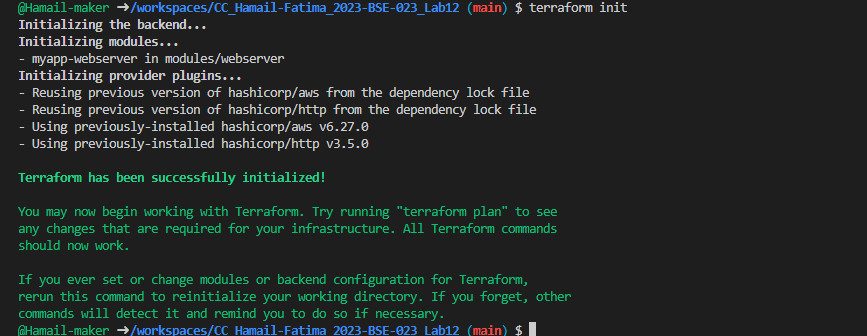 @Hamail-maker ➜/workspaces/CC_Hamail-Fatima_2023-BSE-023_Lab12 (main) $ terraform init
Initializing the backend...
Initializing modules...
- myapp-webserver in modules/webserver
Initializing provider plugins...
- Reusing previous version of hashicorp/aws from the dependency lock file
- Reusing previous version of hashicorp/http from the dependency lock file
- Using previously-installed hashicorp/aws v6.27.0
- Using previously-installed hashicorp/http v3.5.0
Terraform has been successfully initialized!
You may now begin working with Terraform. Try running "terraform plan" to see
any changes that are required for your infrastructure. All Terraform commands
should now work.
If you ever set or change modules or backend configuration for Terraform,
rerun this command to reinitialize your working directory. If you forget, other
commands will detect it and remind you to do so if necessary.
@Hamail-maker ➜/workspaces/CC_Hamail-Fatima_2023-BSE-023_Lab12 (main) $